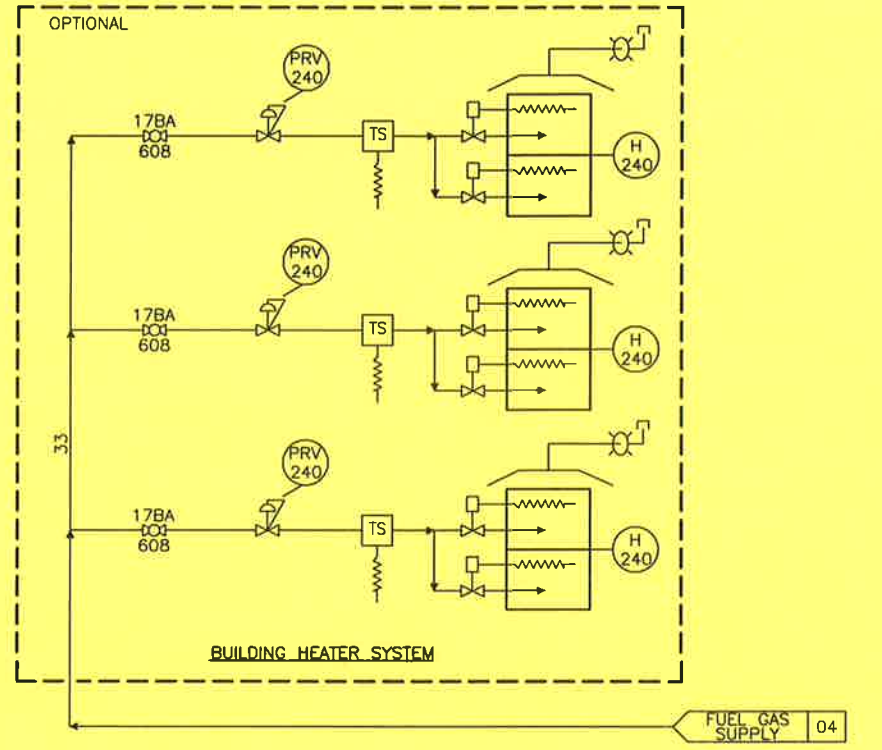 OPTIONAL
PRV
240
17BA
608
TS
H
240
PRV
240
17BA
608
TS
H
240
33
PRV
240
17BA
608
TS
H
240
BUILDING HEATER SYSTEM
FUEL GAS
SUPPLY
04